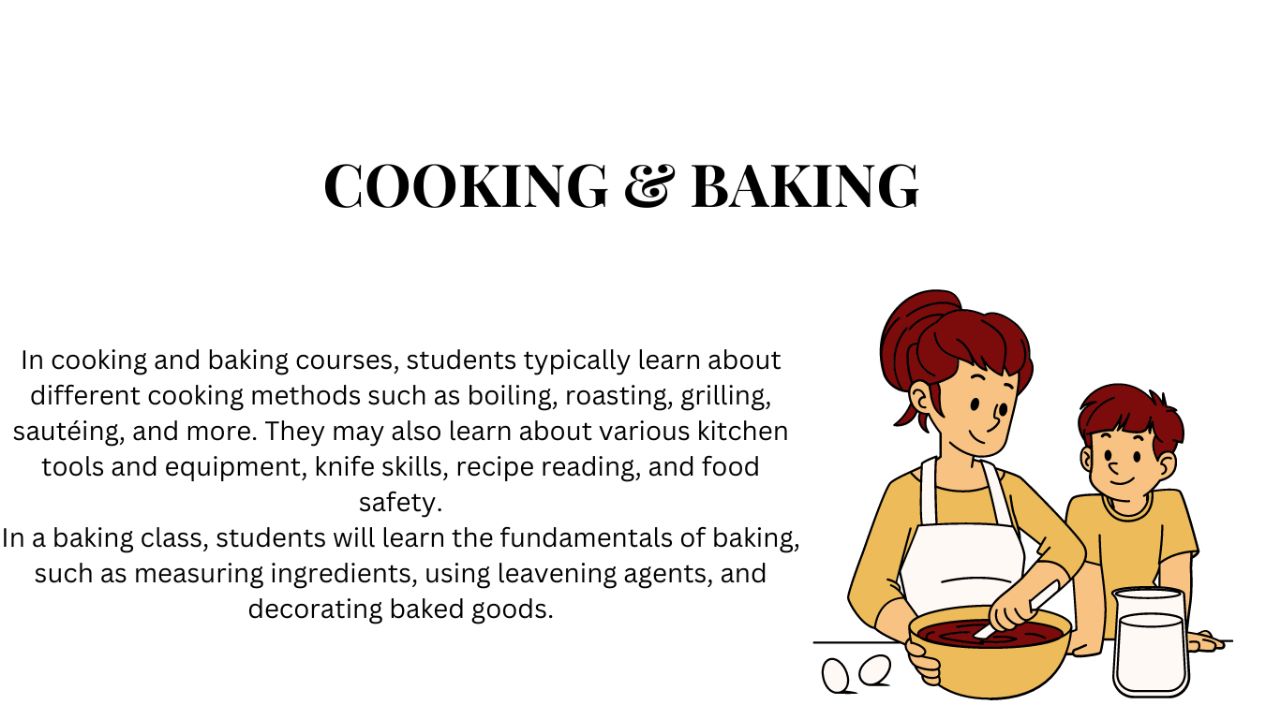 COOKING & BAKING
In cooking and baking courses, students typically learn about
different cooking methods such as boiling, roasting, grilling,
sautéing, and more. They may also learn about various kitchen
tools and equipment, knife skills, recipe reading, and food
safety.
In a baking class, students will learn the fundamentals of baking,
such as measuring ingredients, using leavening agents, and
decorating baked goods.